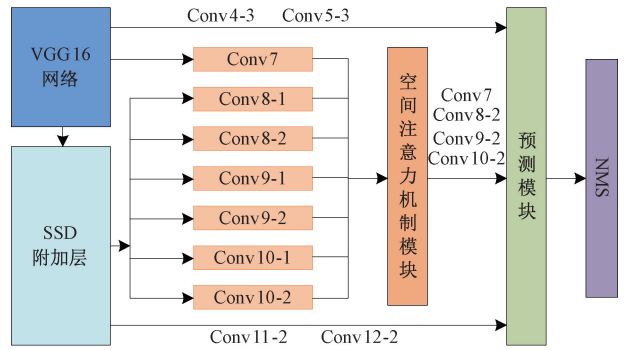 Conv4-3 Conv5-3
VGG16
网络
Conv7
Conv8-1
Conv8-2
Conv9-1
Conv9-2
Conv10-1
Conv10-2
SSD
附加层
空间注意力机制模块
Conv7
Conv8-2
Conv9-2
Conv10-2
预测模块
NMS
Conv11-2 Conv12-2